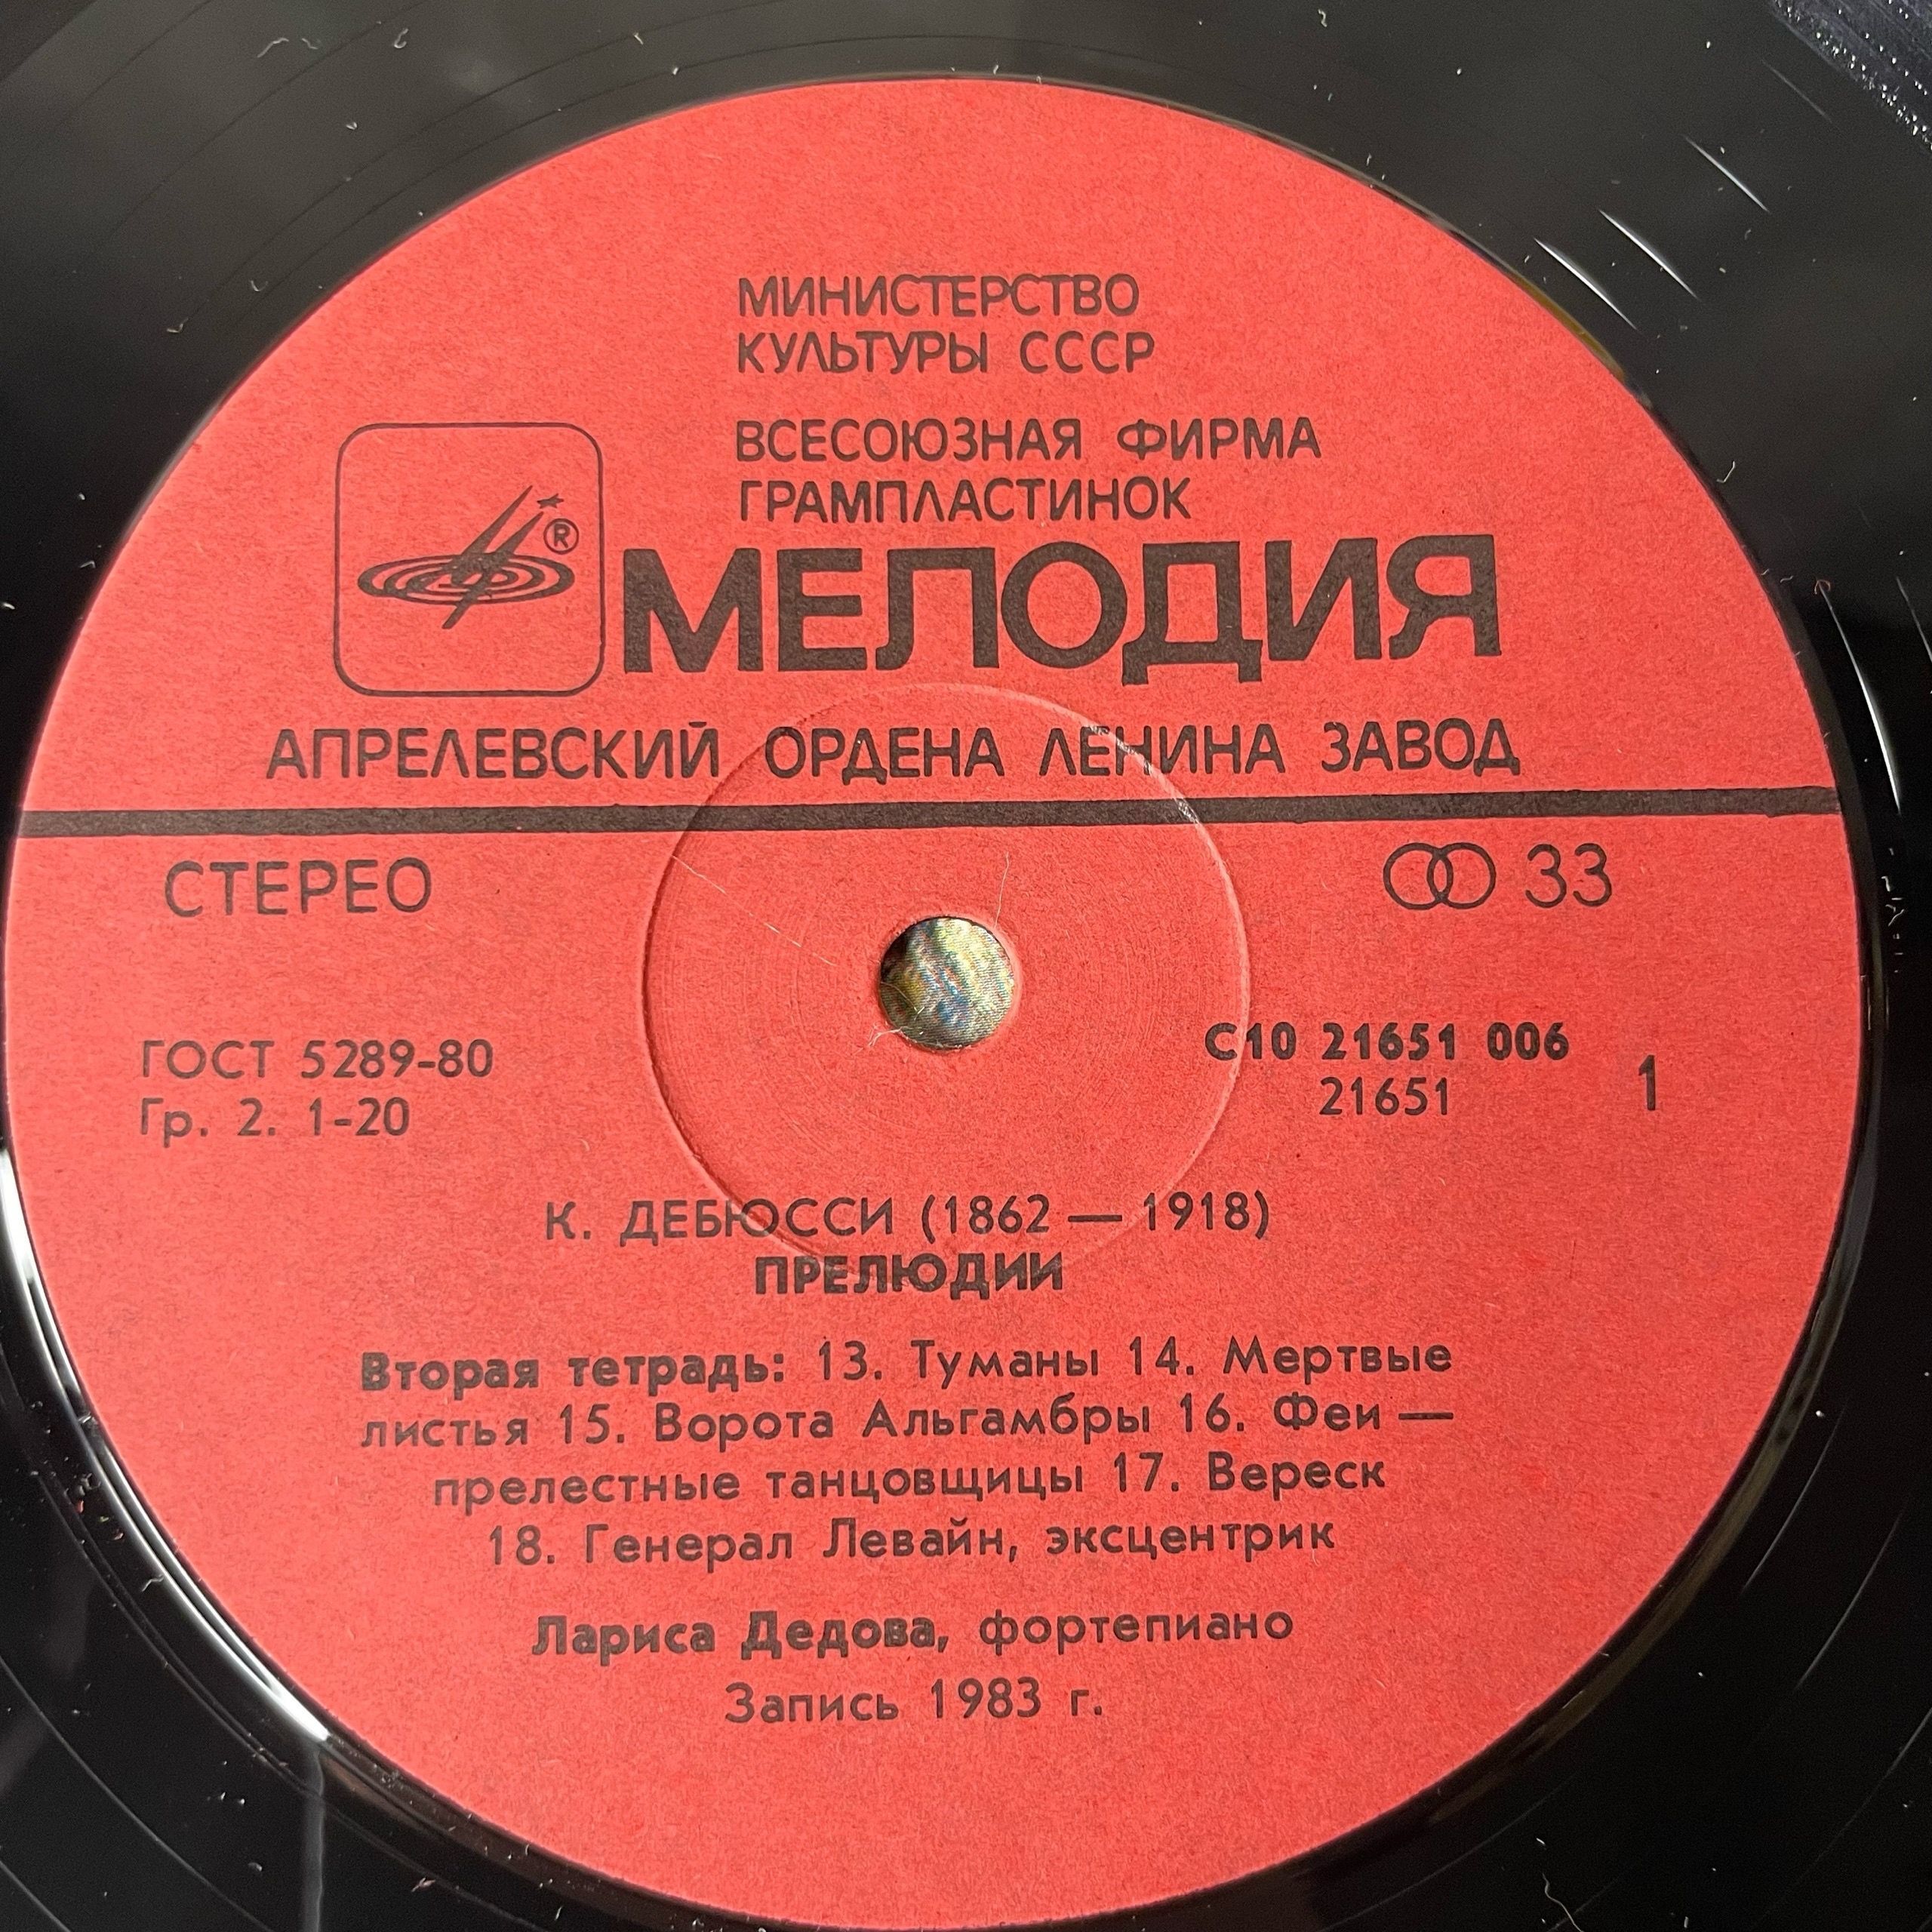 МИНИСТЕРСТВО
КУЛЬТУРЫ СССР
ВСЕСОЮЗНАЯ ФИРМА
ГРАМПЛАСТИНОК
®
МЕЛОДИЯ
АПРЕЛЕВСКИЙ ОРДЕНА ЛЕНИНА ЗАВОД
СТЕРЕО
33
ГОСТ 5289-80
Гр. 2. 1-20
С10 21651 006
21651
1
К. ДЕБЮССИ (1862 — 1918)
ПРЕЛЮДИИ
Вторая тетрадь: 13. Туманы 14. Мертвые
листья 15. Ворота Альгамбры 16. Феи —
прелестные танцовщицы 17. Вереск
18. Генерал Левайн, эксцентрик
Лариса Дедова, фортепиано
Запись 1983 г.